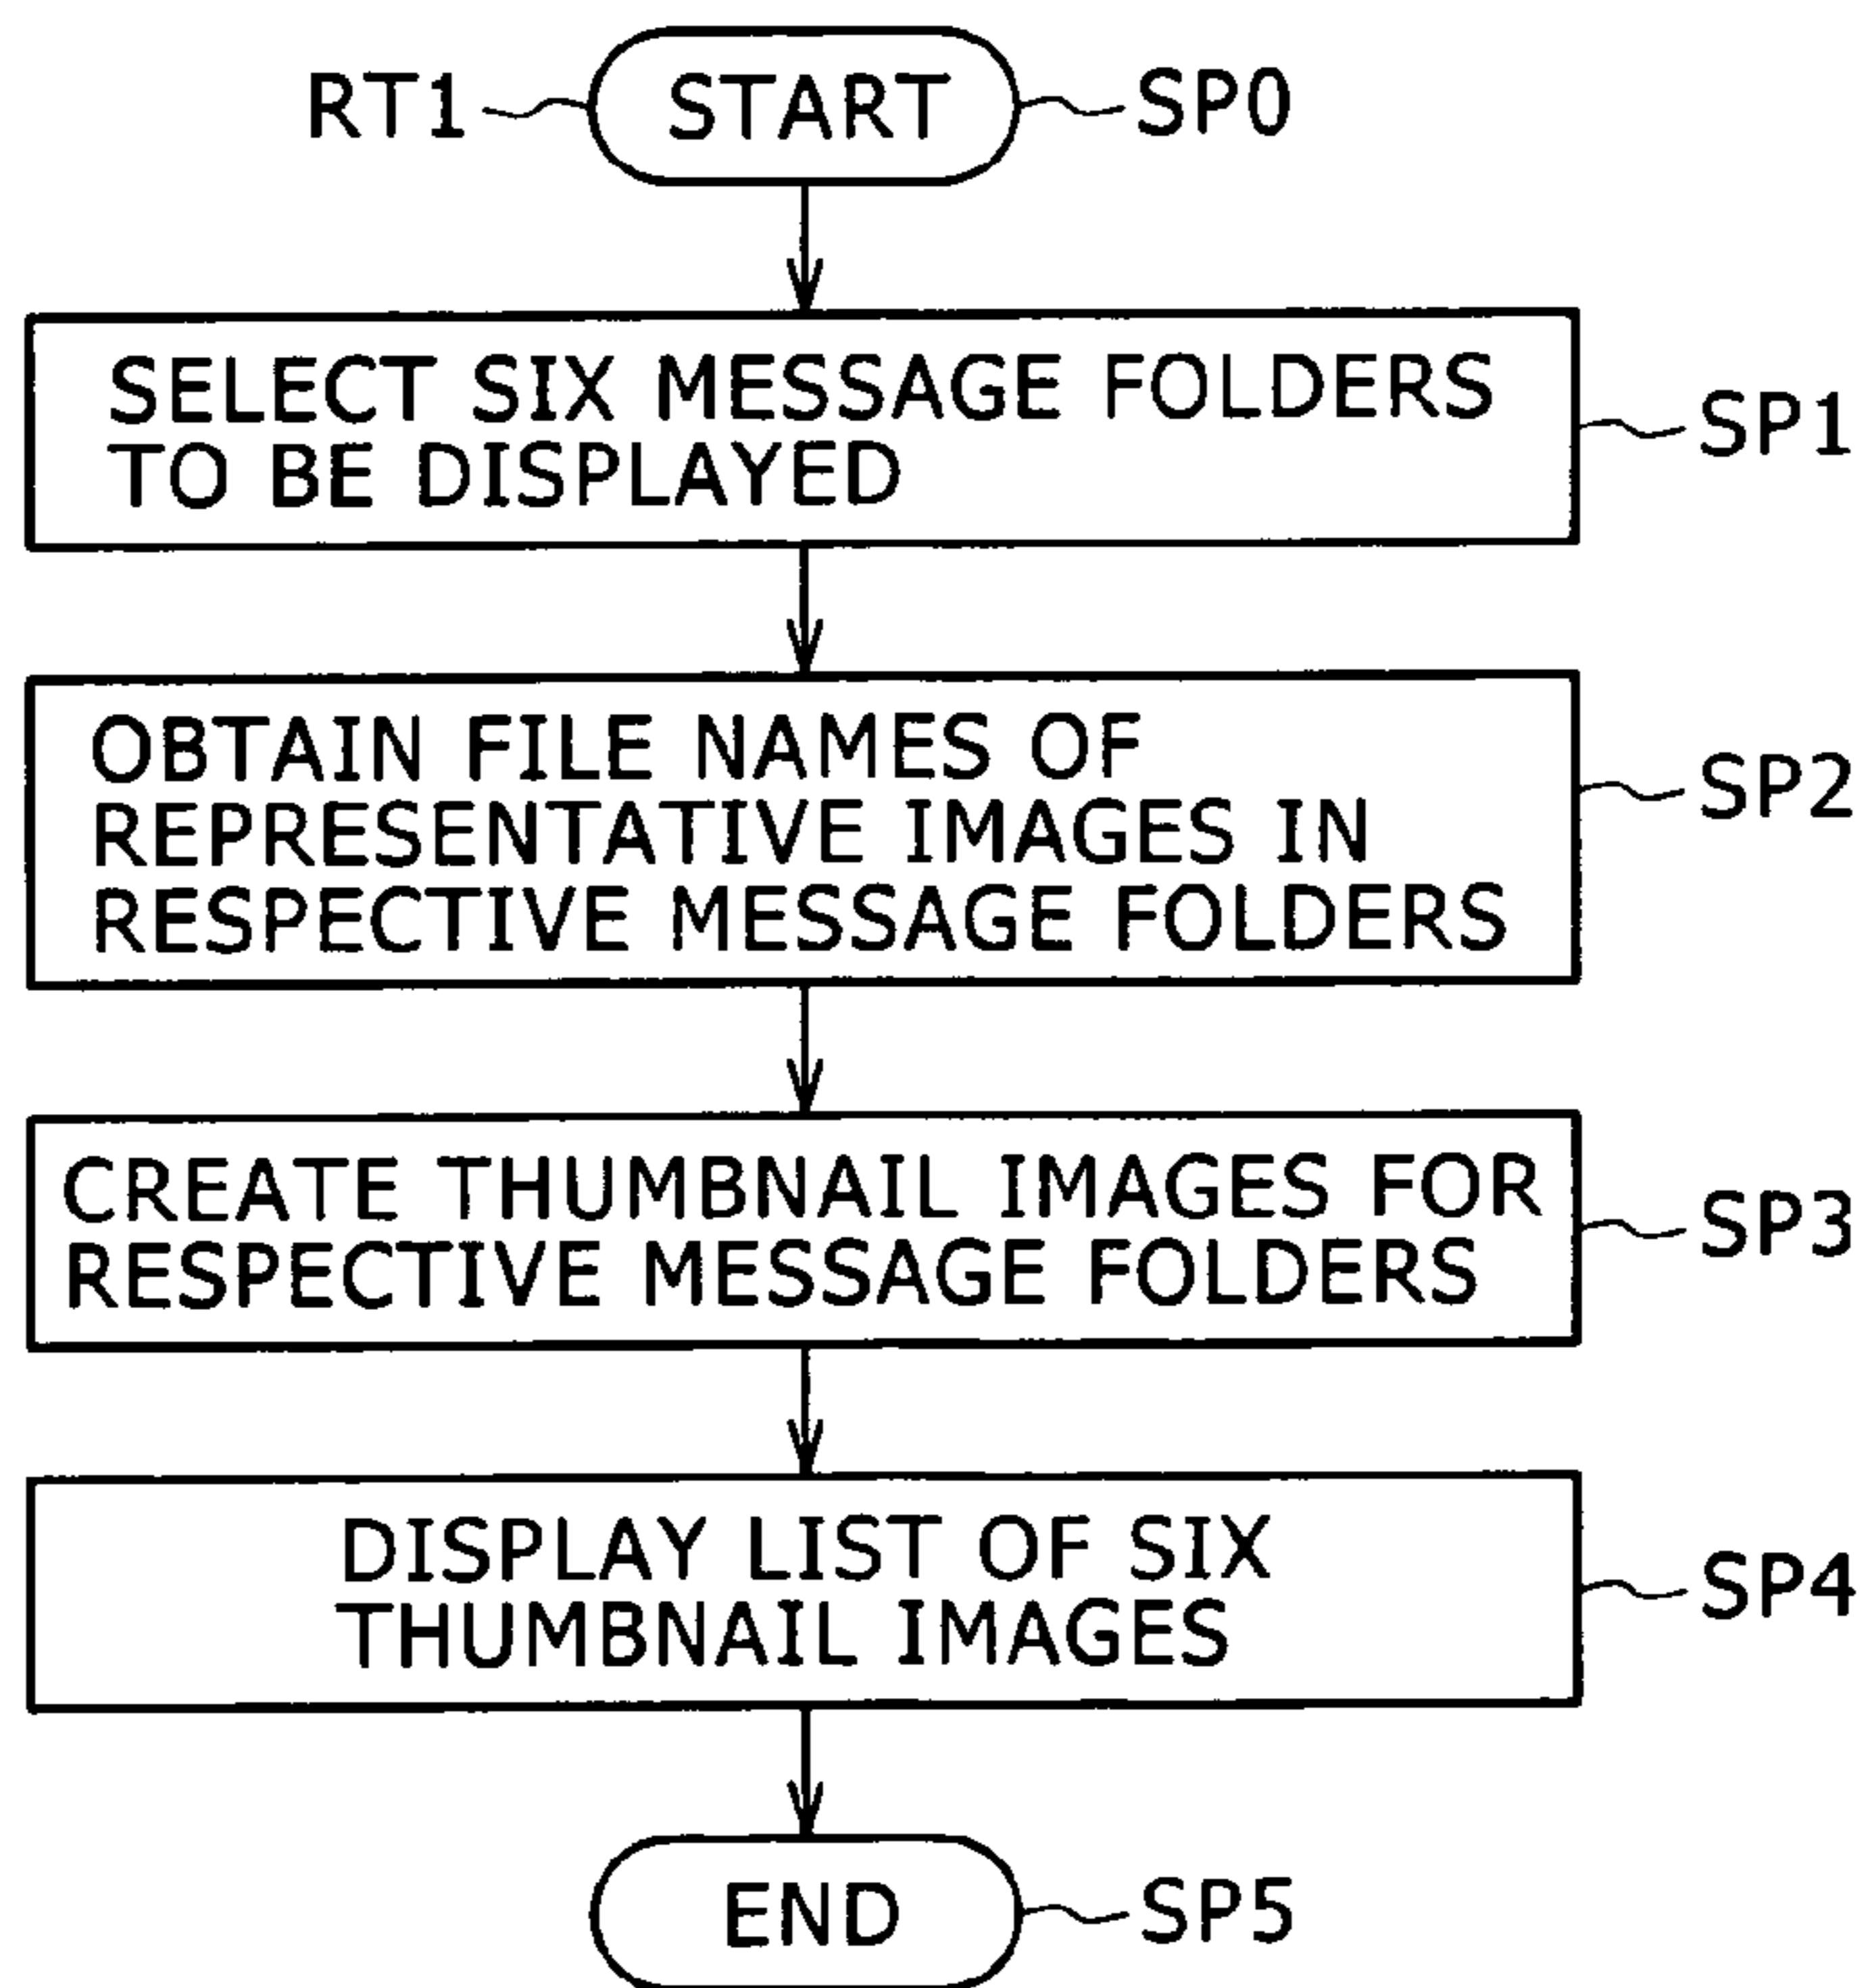 RT1 START SP0
SELECT SIX MESSAGE FOLDERS
TO BE DISPLAYED
SP1
OBTAIN FILE NAMES OF
REPRESENTATIVE IMAGES IN
RESPECTIVE MESSAGE FOLDERS
SP2
CREATE THUMBNAIL IMAGES FOR
RESPECTIVE MESSAGE FOLDERS
SP3
DISPLAY LIST OF SIX
THUMBNAIL IMAGES
SP4
END SP5